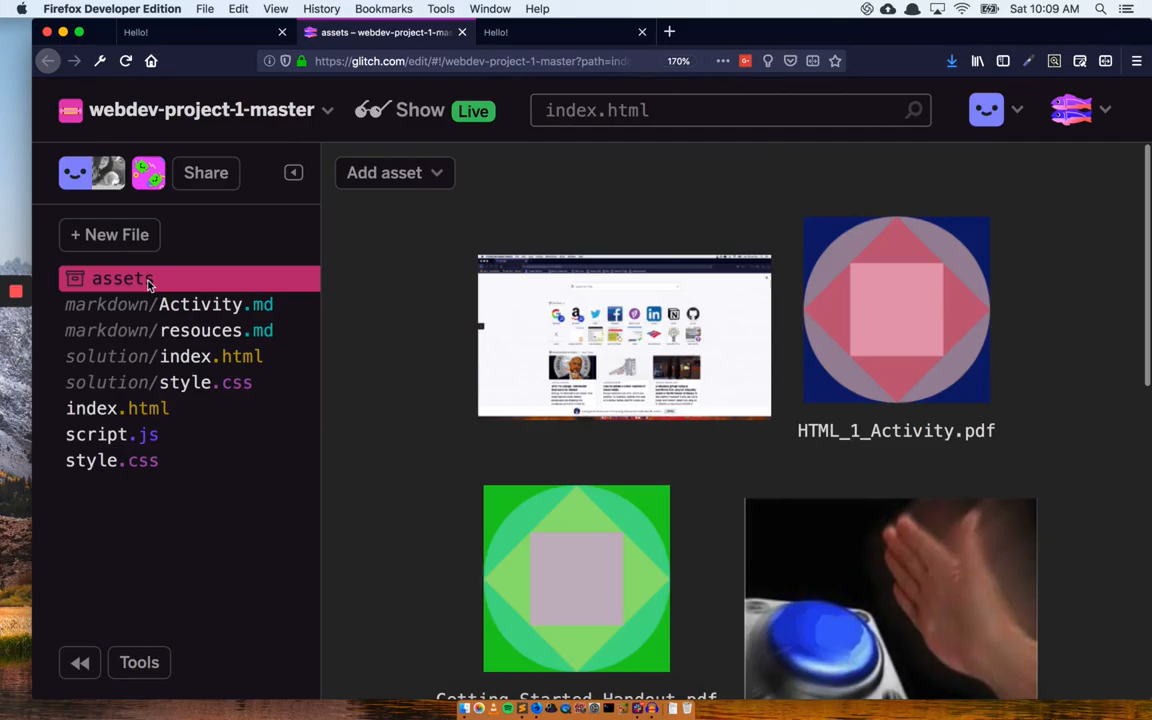 Firefox Developer Edition File Edit View History Bookmarks Tools Window Help Sat 10:09 AM
Hello! assets – webdev-project-1-mas Hello!
https://glitch.com/edit/#!/webdev-project-1-master?path=ind 170%
webdev-project-1-master Show Live index.html
Share Add asset
+ New File
assets
markdown/Activity.md
markdown/resouces.md
solution/index.html
solution/style.css
index.html
script.js
style.css
HTML_1_Activity.pdf
Getting_Started_Handout.pdf
Tools